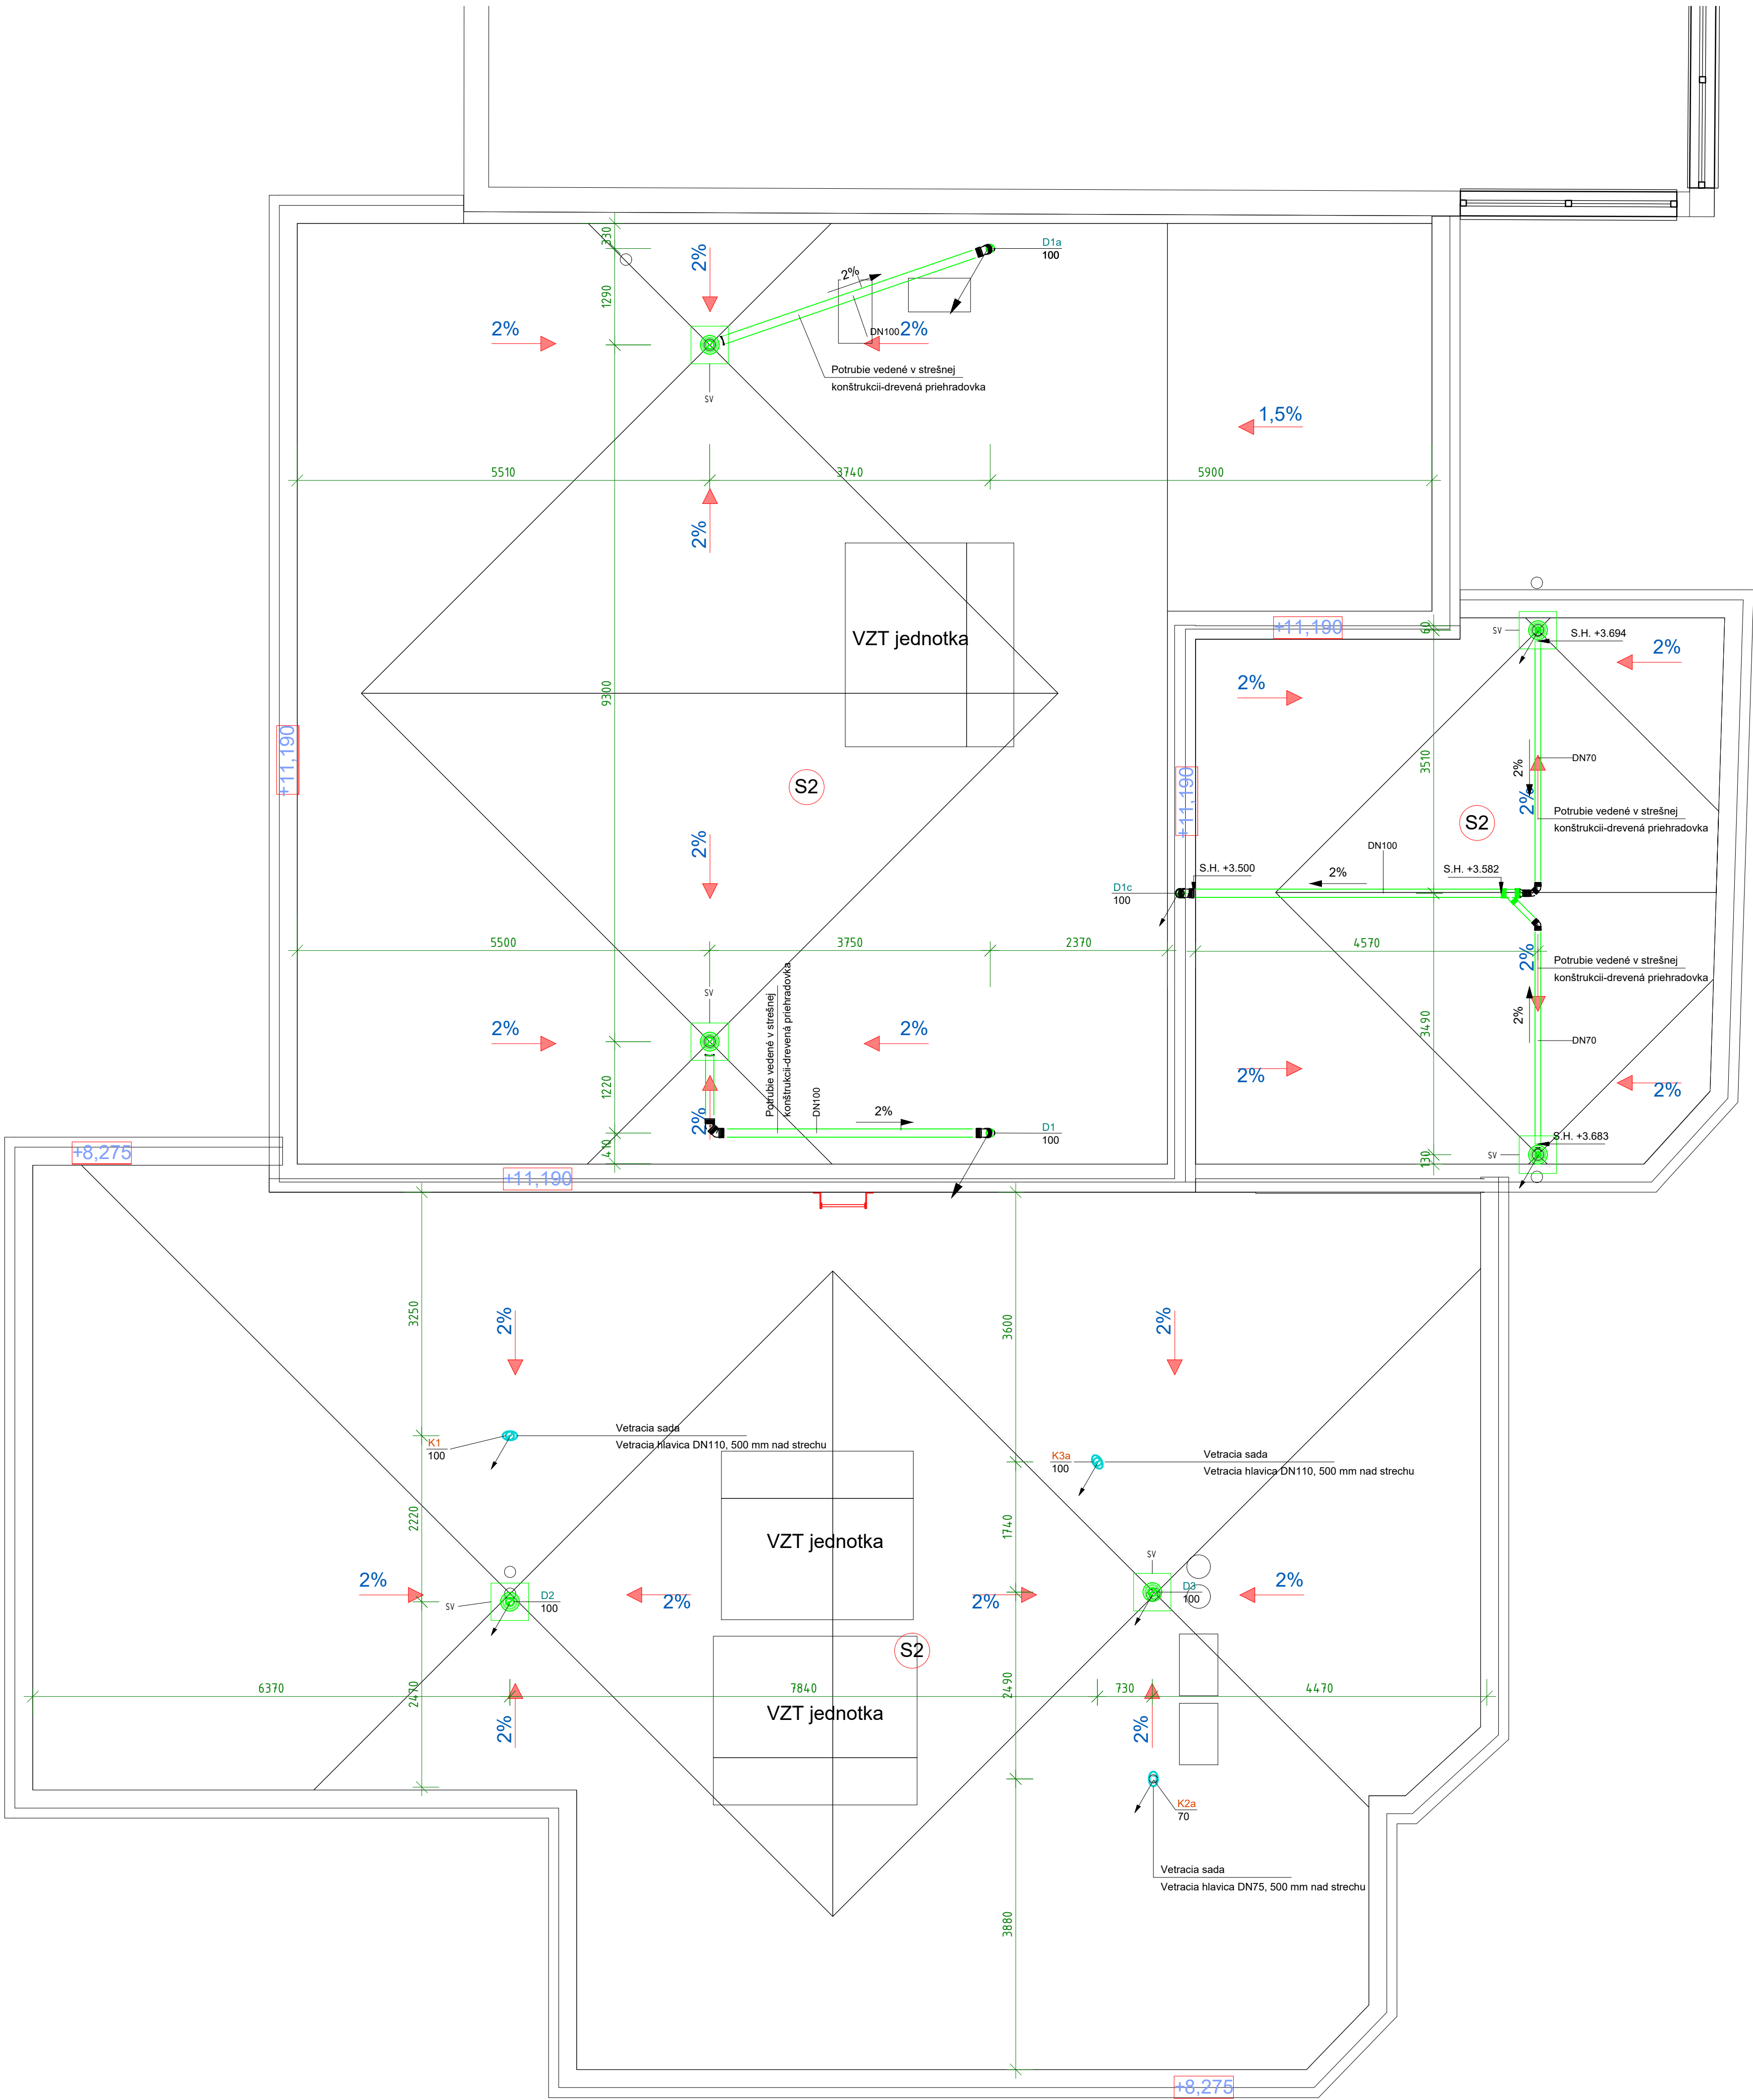 330
2%
D1a
100
2%
1290
2%
DN100
2%
Potrubie vedené v strešnej
konštrukcii-drevená priehradovka
SV
1,5%
5510
3740
5900
2%
VZT jednotka
+11,190
60
SV
S.H. +3.694
2%
2%
9300
+11,190
S2
3510
DN70
2%
2%
Potrubie vedené v strešnej
konštrukcii-drevená priehradovka
S2
+11,190
2%
DN100
S.H. +3.500
2%
S.H. +3.582
D1c
100
5500
3750
2370
4570
2%
Potrubie vedené v strešnej
konštrukcii-drevená priehradovka
SV
Potrubie vedené v strešnej
konštrukcii-drevená priehradovka
2%
2%
3490
2%
DN70
1220
DN100
2%
2%
2%
2%
D1
100
410
S.H. +3.683
SV
130
+8,275
+11,190
3250
2%
3600
2%
K1
100
Vetracia sada
Vetracia hlavica DN110, 500 mm nad strechu
K3a
100
Vetracia sada
Vetracia hlavica DN110, 500 mm nad strechu
2220
1740
VZT jednotka
SV
2%
D2
100
SV
2%
2%
D3
100
2%
S2
6370
2470
7840
2490
730
4470
2%
VZT jednotka
2%
K2a
70
Vetracia sada
Vetracia hlavica DN75, 500 mm nad strechu
3880
+8,275